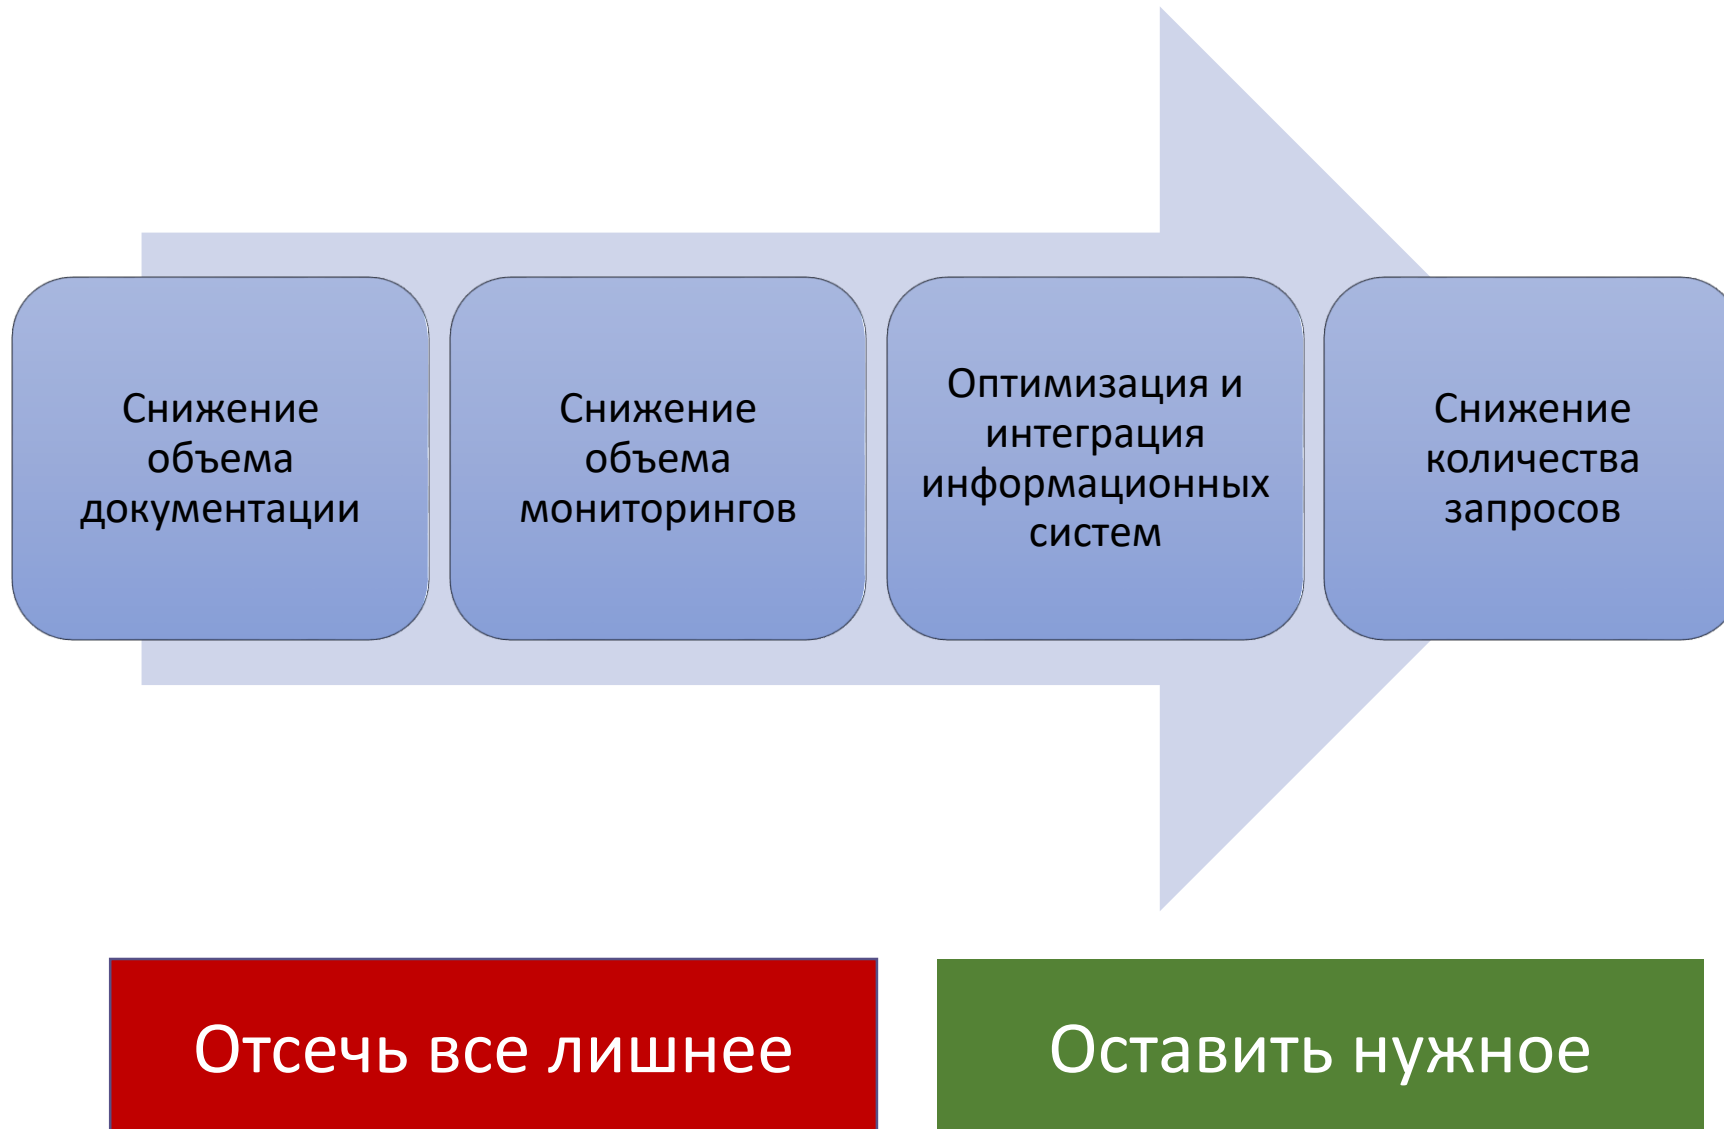 Снижение
объема
документации
Снижение
объема
мониторингов
Оптимизация и
интеграция
информационных
систем
Снижение
количества
запросов
Отсечь все лишнее
Оставить нужное